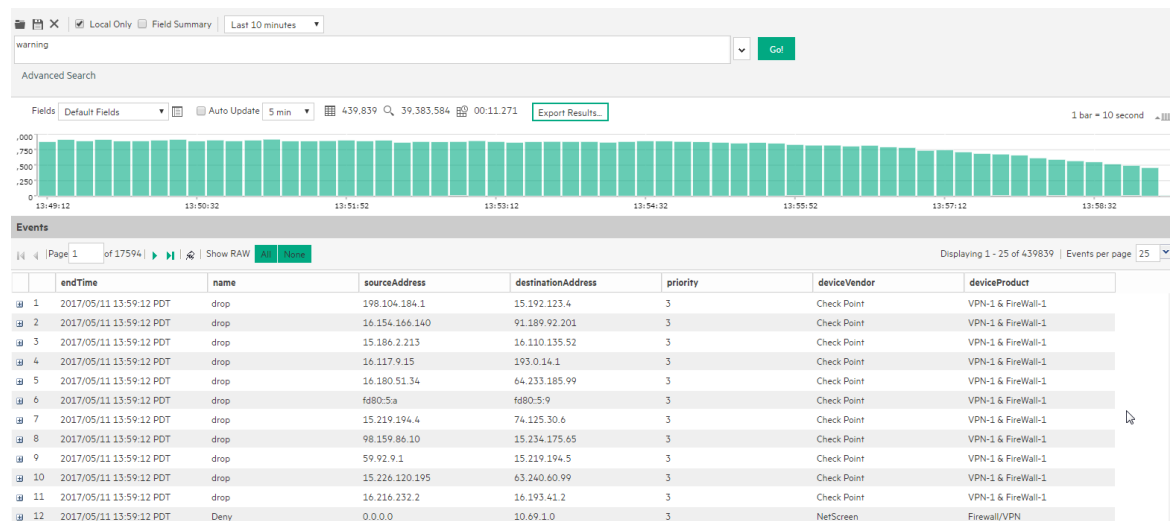 Local Only Field Summary Last 10 minutes
warning
Go!
Advanced Search
Fields Default Fields Auto Update 5 min 439,839 39,383,584 00:11.271 Export Results... 1 bar = 10 second
,000
,750
,500
,250
0
13:49:12 13:50:32 13:51:52 13:53:12 13:54:32 13:55:52 13:57:12 13:58:32
Events
Page 1 of 17594 Show RAW All None Displaying 1 - 25 of 439839 Events per page 25
endTime name sourceAddress destinationAddress priority deviceVendor deviceProduct
1 2017/05/11 13:59:12 PDT drop 198.104.184.1 15.192.123.4 3 Check Point VPN-1 & FireWall-1
2 2017/05/11 13:59:12 PDT drop 16.154.166.140 91.189.92.201 3 Check Point VPN-1 & FireWall-1
3 2017/05/11 13:59:12 PDT drop 15.186.2.213 16.110.135.52 3 Check Point VPN-1 & FireWall-1
4 2017/05/11 13:59:12 PDT drop 16.117.9.15 193.0.14.1 3 Check Point VPN-1 & FireWall-1
5 2017/05/11 13:59:12 PDT drop 16.180.51.34 64.233.185.99 3 Check Point VPN-1 & FireWall-1
6 2017/05/11 13:59:12 PDT drop fd80::5:a fd80::5:9 3 Check Point VPN-1 & FireWall-1
7 2017/05/11 13:59:12 PDT drop 15.219.194.4 74.125.30.6 3 Check Point VPN-1 & FireWall-1
8 2017/05/11 13:59:12 PDT drop 98.159.86.10 15.234.175.65 3 Check Point VPN-1 & FireWall-1
9 2017/05/11 13:59:12 PDT drop 59.92.9.1 15.219.194.5 3 Check Point VPN-1 & FireWall-1
10 2017/05/11 13:59:12 PDT drop 15.226.120.195 63.240.60.99 3 Check Point VPN-1 & FireWall-1
11 2017/05/11 13:59:12 PDT drop 16.216.232.2 16.193.41.2 3 Check Point VPN-1 & FireWall-1
12 2017/05/11 13:59:12 PDT Deny 0.0.0.0 10.69.1.0 3 NetScreen Firewall/VPN